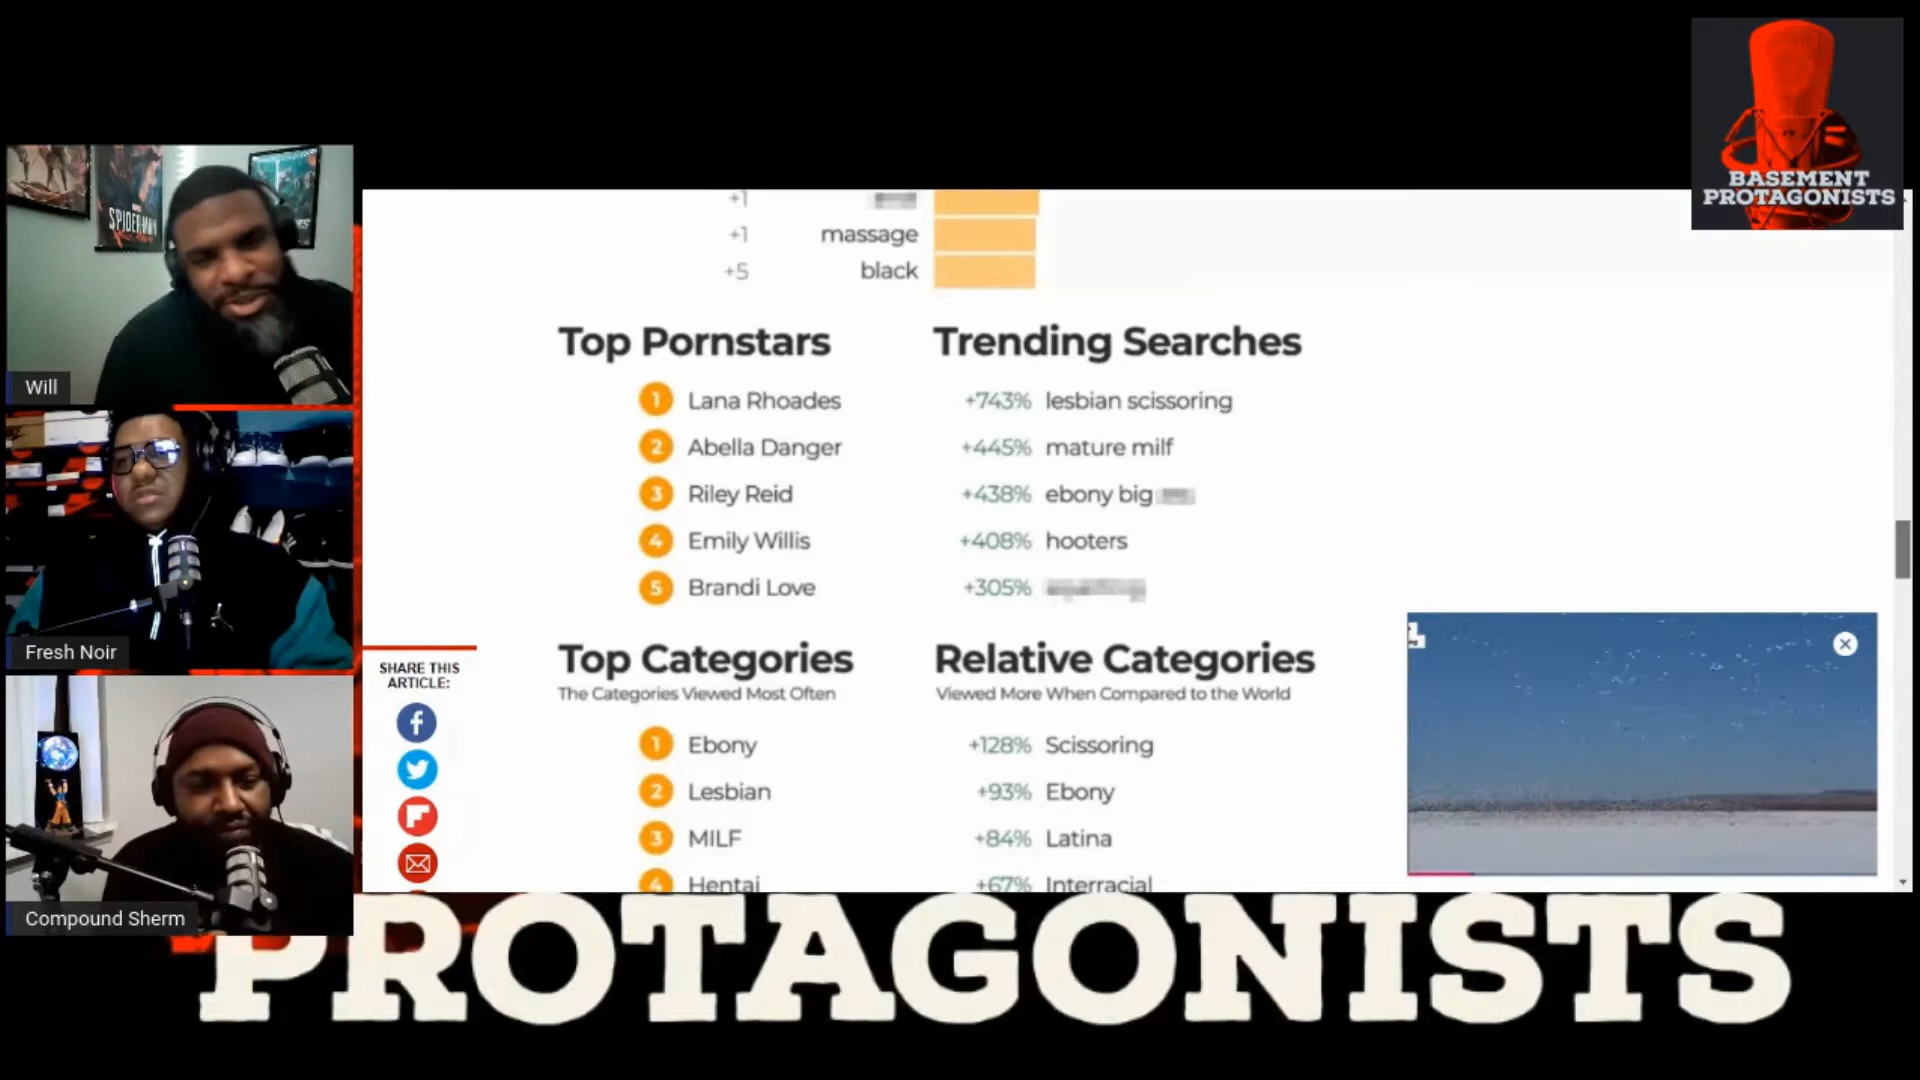 BASEMENT
PROTAGONISTS
SPIDER-MAN
Will
Fresh Noir
Compound Sherm
+1
+1 massage
+5 black
Top Pornstars
1 Lana Rhoades
2 Abella Danger
3 Riley Reid
4 Emily Willis
5 Brandi Love
Trending Searches
+743% lesbian scissoring
+445% mature milf
+438% ebony big
+408% hooters
+305%
SHARE THIS
ARTICLE:
Top Categories
The Categories Viewed Most Often
1 Ebony
2 Lesbian
3 MILF
4 Hentai
Relative Categories
Viewed More When Compared to the World
+128% Scissoring
+93% Ebony
+84% Latina
+67% Interracial
PROTAGONISTS